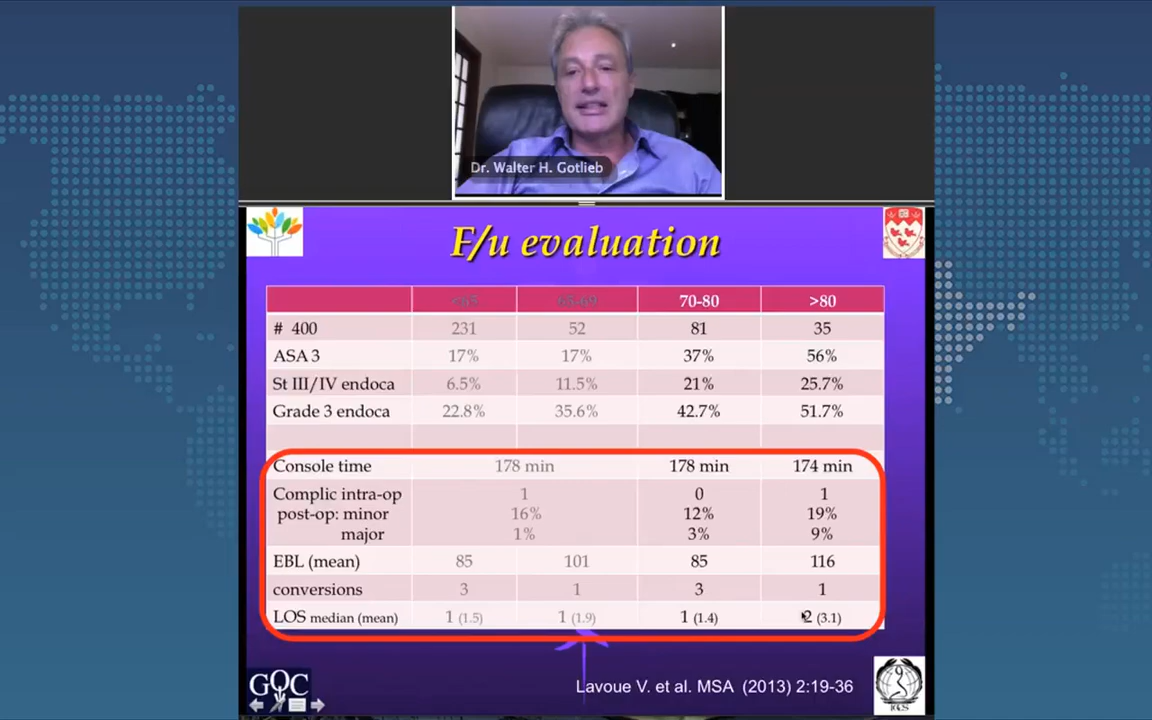 Dr. Walter H. Gotlieb
F/u evaluation
<65 65-69 70-80 >80
# 400 231 52 81 35
ASA 3 17% 17% 37% 56%
St III/IV endoca 6.5% 11.5% 21% 25.7%
Grade 3 endoca 22.8% 35.6% 42.7% 51.7%
Console time 178 min 178 min 174 min
Complic intra-op 1 0 1
post-op: minor 16% 12% 19%
major 1% 3% 9%
EBL (mean) 85 101 85 116
conversions 3 1 3 1
LOS median (mean) 1 (1.5) 1 (1.9) 1 (1.4) 2 (3.1)
Lavoue V. et al. MSA (2013) 2:19-36
GOC
IGCS